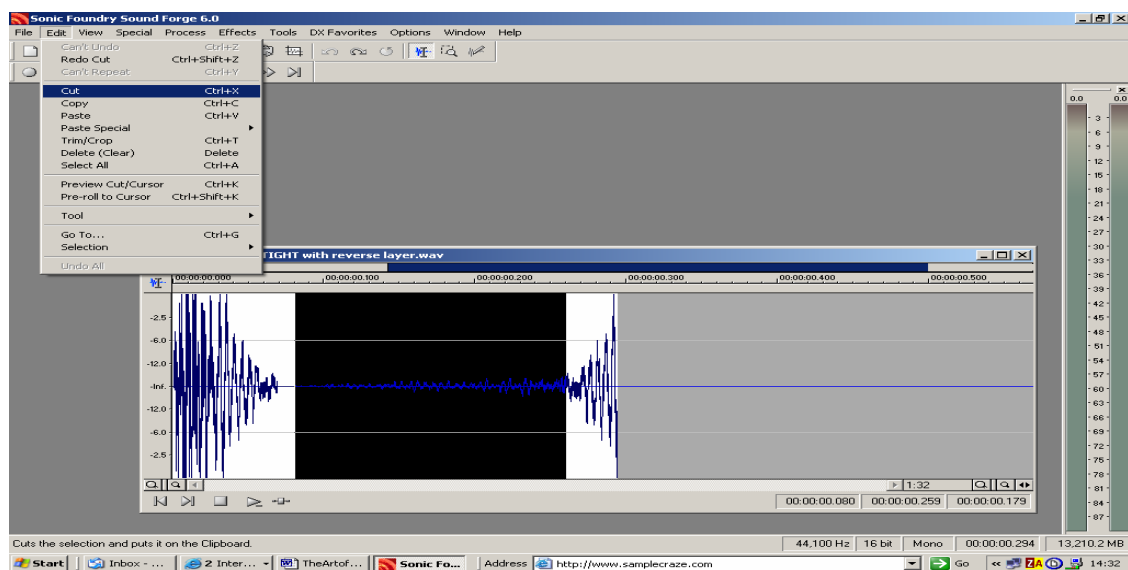 Sonic Foundry Sound Forge 6.0
File Edit View Special Process Effects Tools DX Favorites Options Window Help
Can't Undo Ctrl+Z
Redo Cut Ctrl+Shift+Z
Can't Repeat Ctrl+Y
Cut Ctrl+X
Copy Ctrl+C
Paste Ctrl+V
Paste Special
Trim/Crop Ctrl+T
Delete (Clear) Delete
Select All Ctrl+A
Preview Cut/Cursor Ctrl+K
Pre-roll to Cursor Ctrl+Shift+K
Tool
Go To... Ctrl+G
Selection
Undo All
0.0 0.0
- 3 -
- 6 -
- 9 -
- 12 -
- 15 -
- 18 -
- 21 -
- 24 -
- 27 -
- 30 -
- 33 -
- 36 -
- 39 -
- 42 -
- 45 -
- 48 -
- 51 -
- 54 -
- 57 -
- 60 -
- 63 -
- 66 -
- 69 -
- 72 -
- 75 -
- 78 -
- 81 -
- 84 -
- 87 -
TIGHT with reverse layer.wav
00:00:00.000 ,00:00:00.100 ,00:00:00.200 ,00:00:00.300 ,00:00:00.400 ,00:00:00.500
-2.5
-6.0
-12.0
-Inf.
-12.0
-6.0
-2.5
1:32
00:00:00.080 00:00:00.259 00:00:00.179
Cuts the selection and puts it on the Clipboard.
44,100 Hz 16 bit Mono 00:00:00.294 13,210.2 MB
Start Inbox - ... 2 Inter... TheArtof... Sonic Fo... Address http://www.samplecraze.com Go « ZA 14:32